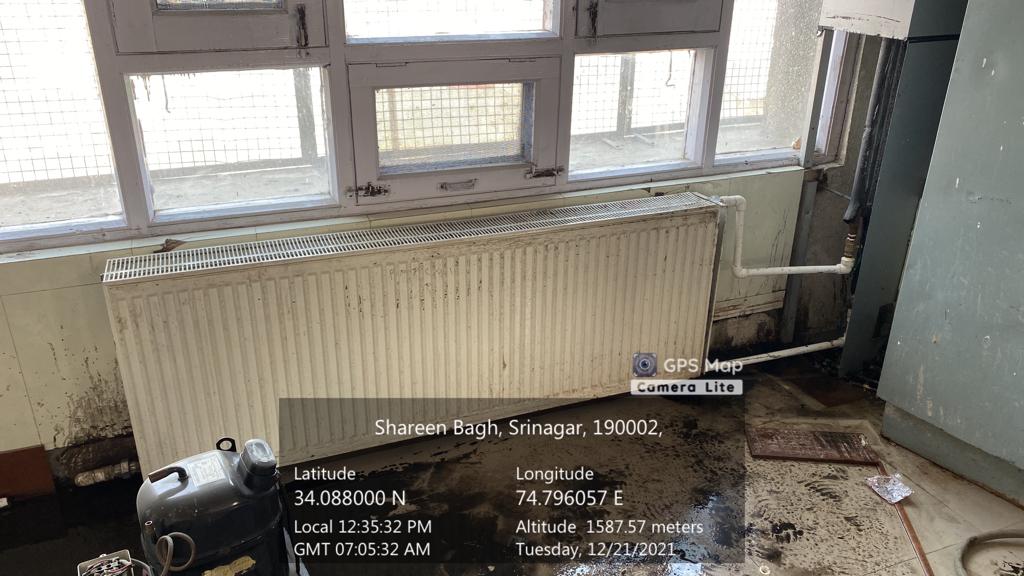 GPS Map
Camera Lite
Shareen Bagh, Srinagar, 190002,
Latitude
34.088000 N
Longitude
74.796057 E
Local 12:35:32 PM
GMT 07:05:32 AM
Altitude 1587.57 meters
Tuesday, 12/21/2021